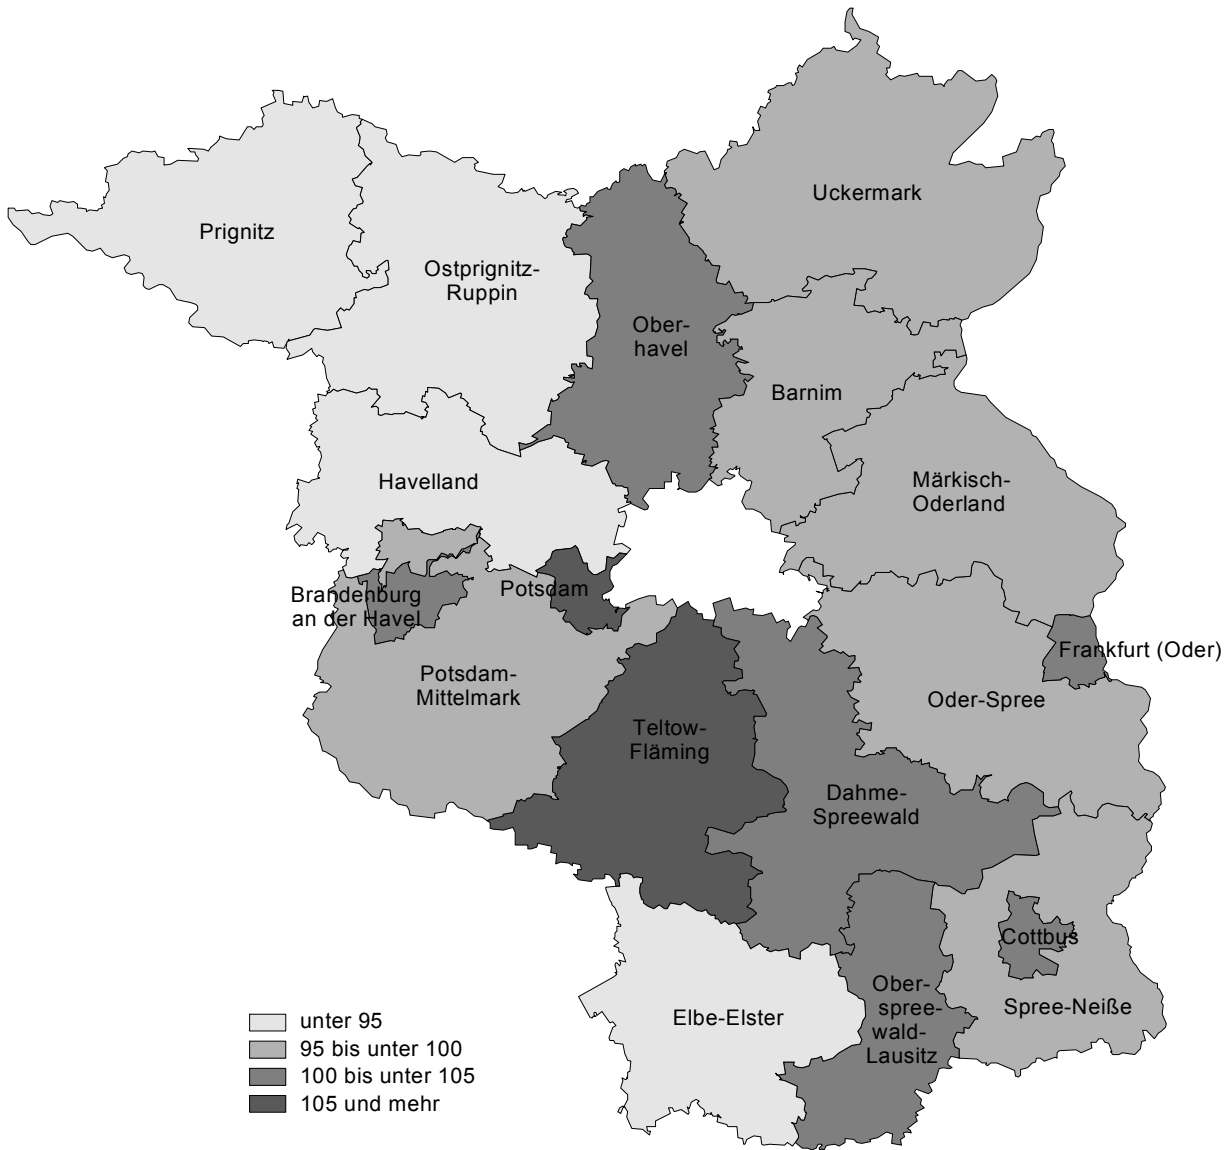 Uckermark
Prignitz
Ostprignitz-
Ruppin
Ober-
havel
Barnim
Havelland
Märkisch-
Oderland
Brandenburg
an der Havel
Potsdam
Frankfurt (Oder)
Potsdam-
Mittelmark
Oder-Spree
Teltow-
Fläming
Dahme-
Spreewald
Cottbus
Ober-
spree-
wald-
Lausitz
Spree-Neiße
Elbe-Elster
unter 95
95 bis unter 100
100 bis unter 105
105 und mehr